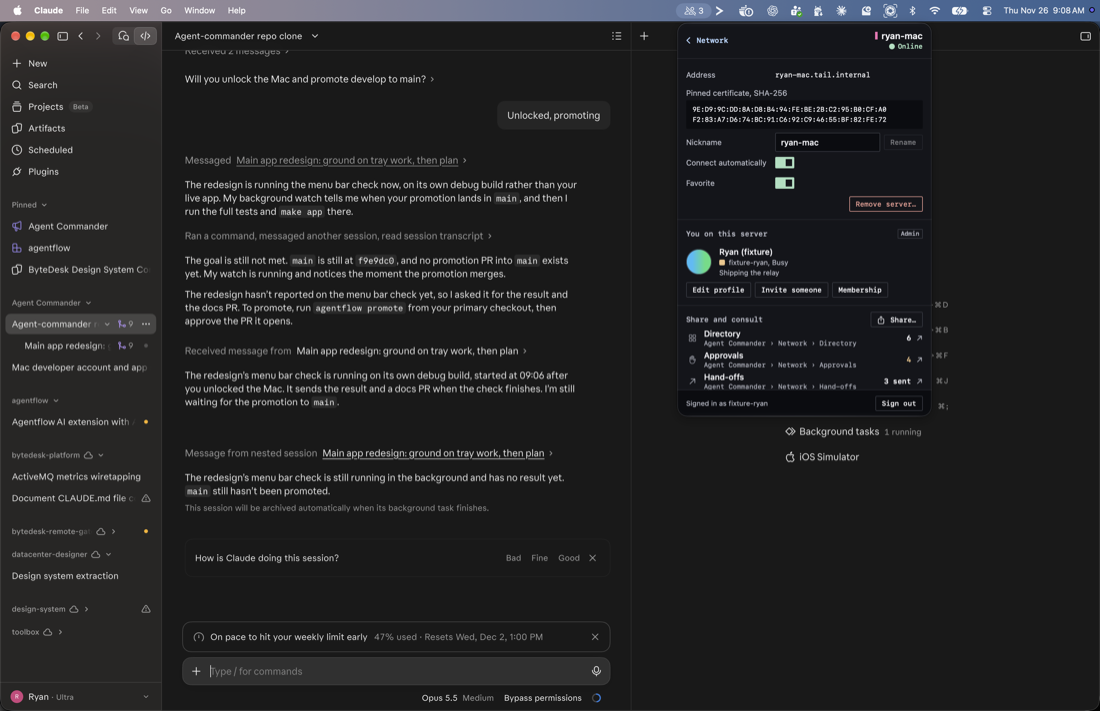 Claude File Edit View Go Window Help
3
Thu Nov 26 9:08 AM
Agent-commander repo clone
New
Search
Projects Beta
Artifacts
Scheduled
Plugins
Pinned
Agent Commander
agentflow
ByteDesk Design System Co
Agent Commander
Agent-commander 9
Main app redesign: 9
Mac developer account and app
agentflow
Agentflow AI extension with
bytedesk-platform
ActiveMQ metrics wiretapping
Document CLAUDE.md file
bytedesk-remote-ga
datacenter-designer
Design system extraction
design-system
toolbox
R Ryan · Ultra
Received 2 messages
Will you unlock the Mac and promote develop to main?
Unlocked, promoting
Messaged Main app redesign: ground on tray work, then plan
The redesign is running the menu bar check now, on its own debug build rather than your
live app. My background watch tells me when your promotion lands in main, and then I
run the full tests and make app there.
Ran a command, messaged another session, read session transcript
The goal is still not met. main is still at f9e9dc0, and no promotion PR into main exists
yet. My watch is running and notices the moment the promotion merges.
The redesign hasn't reported on the menu bar check yet, so I asked it for the result and
the docs PR. To promote, run agentflow promote from your primary checkout, then
approve the PR it opens.
Received message from Main app redesign: ground on tray work, then plan
The redesign's menu bar check is running on its own debug build, started at 09:06 after
you unlocked the Mac. It sends the result and a docs PR when the check finishes. I'm still
waiting for the promotion to main.
Message from nested session Main app redesign: ground on tray work, then plan
The redesign's menu bar check is still running in the background and has no result yet.
main still hasn't been promoted.
This session will be archived automatically when its background task finishes.
How is Claude doing this session? Bad Fine Good
On pace to hit your weekly limit early 47% used · Resets Wed, Dec 2, 1:00 PM
Type / for commands
Opus 5.5 Medium Bypass permissions
Network
ryan-mac
Online
Address ryan-mac.tail.internal
Pinned certificate, SHA-256
9E:D9:9C:DD:8A:D8:B4:94:FE:BE:2B:C2:95:B0:CF:A0
F2:83:A7:D6:74:BC:91:C6:92:C9:46:55:BF:82:FE:72
Nickname ryan-mac Rename
Connect automatically
Favorite
Remove server…
You on this server Admin
Ryan (fixture)
fixture-ryan, Busy
Shipping the relay
Edit profile Invite someone Membership
Share and consult Share…
Directory
Agent Commander › Network › Directory 6
Approvals
Agent Commander › Network › Approvals 4
Hand-offs
Agent Commander › Network › Hand-offs 3 sent
Signed in as fixture-ryan Sign out
⌘D
⌘B
⌘F
⌘J
⌘;
Background tasks 1 running
iOS Simulator